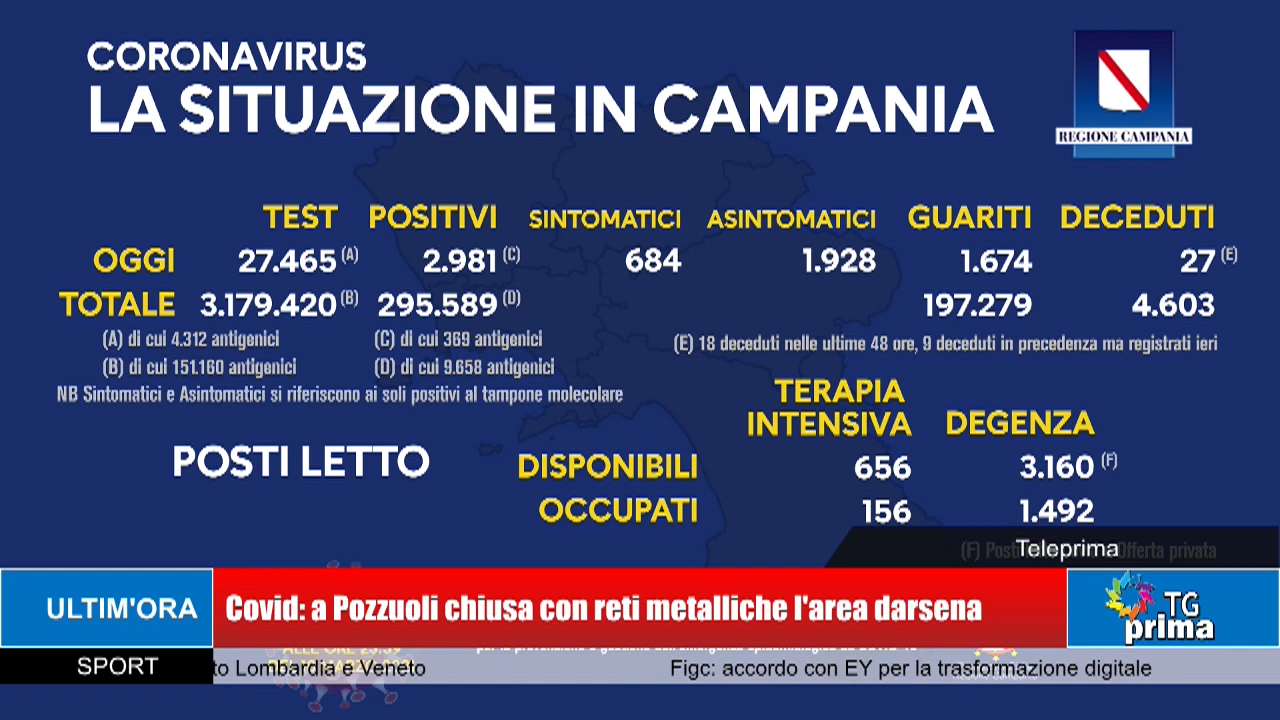 CORONAVIRUS
LA SITUAZIONE IN CAMPANIA
REGIONE CAMPANIA
TEST POSITIVI SINTOMATICI ASINTOMATICI GUARITI DECEDUTI
OGGI 27.465 (A) 2.981 (C) 684 1.928 1.674 27 (E)
TOTALE 3.179.420 (B) 295.589 (D) 197.279 4.603
(A) di cui 4.312 antigenici (C) di cui 369 antigenici (E) 18 deceduti nelle ultime 48 ore, 9 deceduti in precedenza ma registrati ieri
(B) di cui 151.160 antigenici (D) di cui 9.658 antigenici
NB Sintomatici e Asintomatici si riferiscono ai soli positivi al tampone molecolare
TERAPIA
INTENSIVA DEGENZA
POSTI LETTO DISPONIBILI 656 3.160 (F)
OCCUPATI 156 1.492
Teleprima
(F) Offerta privata
ULTIM'ORA Covid: a Pozzuoli chiusa con reti metalliche l'area darsena TG prima
SPORT to Lombardia e Veneto Figc: accordo con EY per la trasformazione digitale